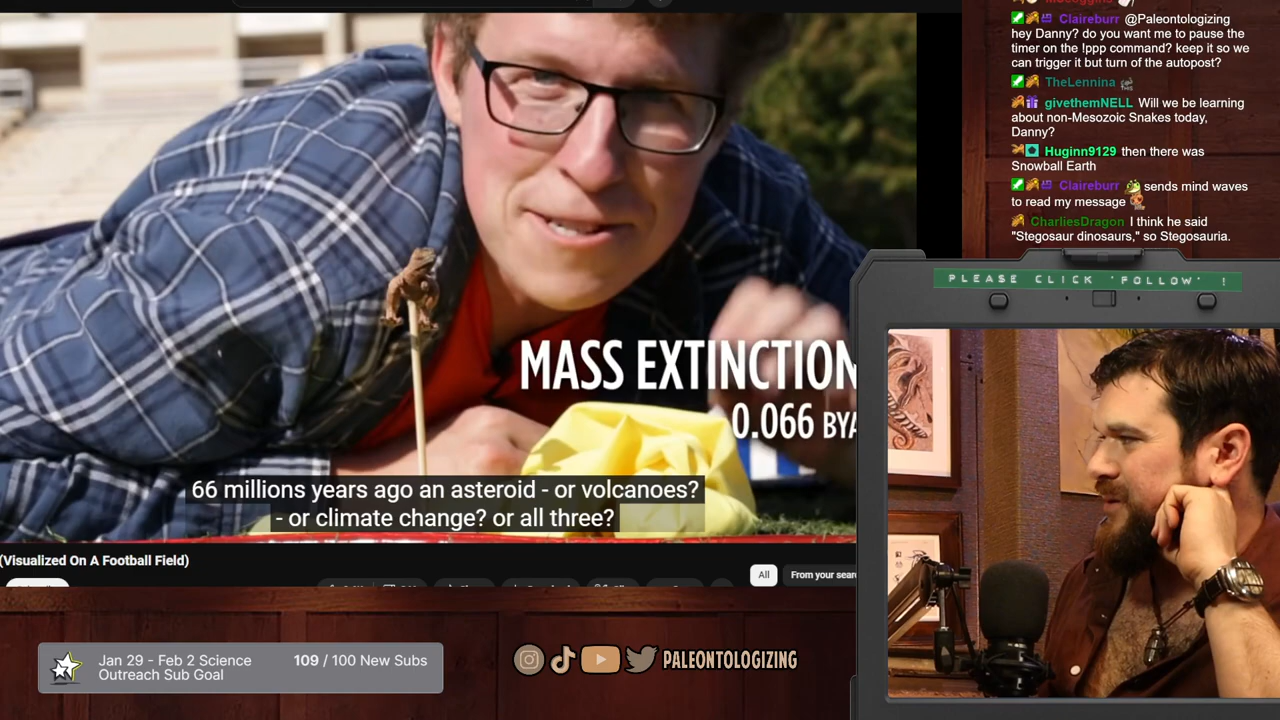 Claireburr @Paleontologizing
hey Danny? do you want me to pause the
timer on the !ppp command? keep it so we
can trigger it but turn of the autopost?
TheLennina
givethemNELL Will we be learning
about non-Mesozoic Snakes today,
Danny?
Huginn9129 then there was
Snowball Earth
Claireburr sends mind waves
to read my message
CharliesDragon I think he said
"Stegosaur dinosaurs," so Stegosauria.
PLEASE CLICK 'FOLLOW' !
MASS EXTINCTION
0.066 BYA
66 millions years ago an asteroid - or volcanoes?
- or climate change? or all three?
(Visualized On A Football Field)
All
From your sear
Jan 29 - Feb 2 Science
Outreach Sub Goal
109 / 100 New Subs
PALEONTOLOGIZING